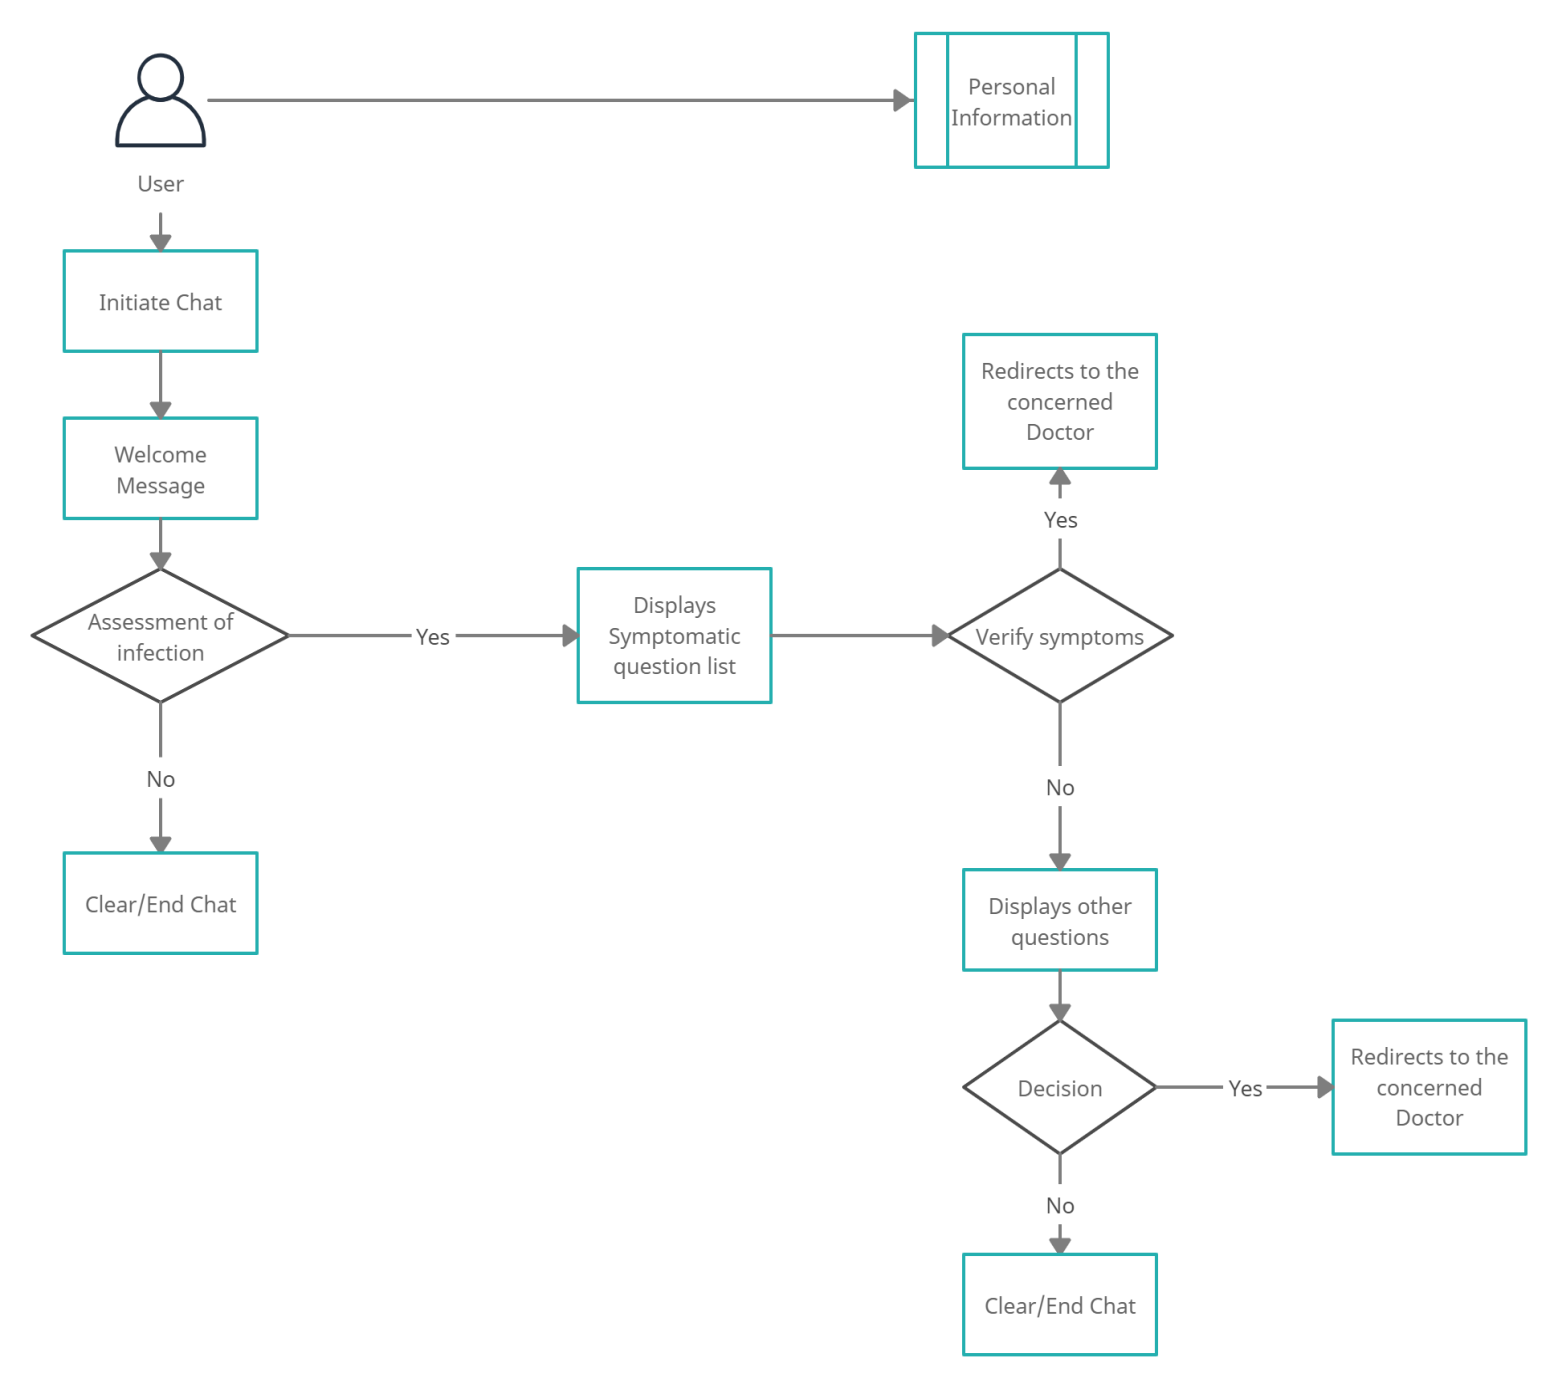 Personal
Information
User
Initiate Chat
Welcome
Message
Assessment of
infection
Yes
Displays
Symptomatic
question list
Verify symptoms
Yes
Redirects to the
concerned
Doctor
No
Clear/End Chat
No
Displays other
questions
Decision
Yes
Redirects to the
concerned
Doctor
No
Clear/End Chat